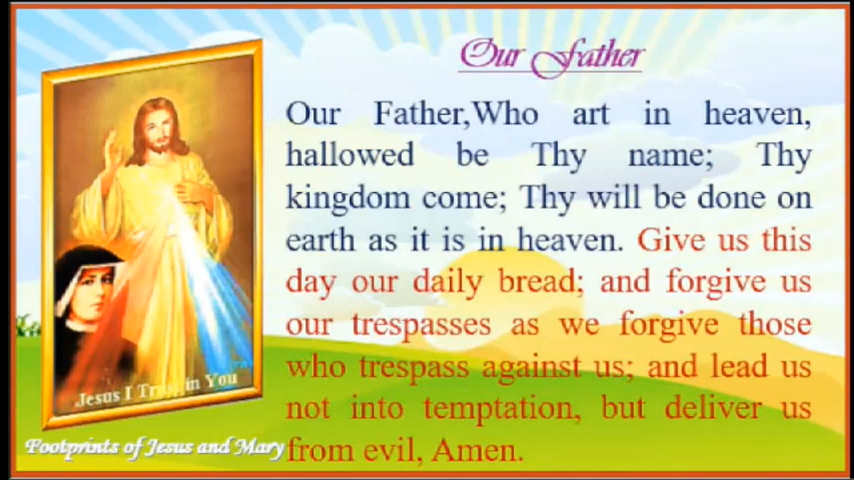 Our Father
Our Father,Who art in heaven,
hallowed be Thy name; Thy
kingdom come; Thy will be done on
earth as it is in heaven. Give us this
day our daily bread; and forgive us
our trespasses as we forgive those
who trespass against us; and lead us
not into temptation, but deliver us
from evil, Amen.
Jesus I Trust in You
Footprints of Jesus and Mary